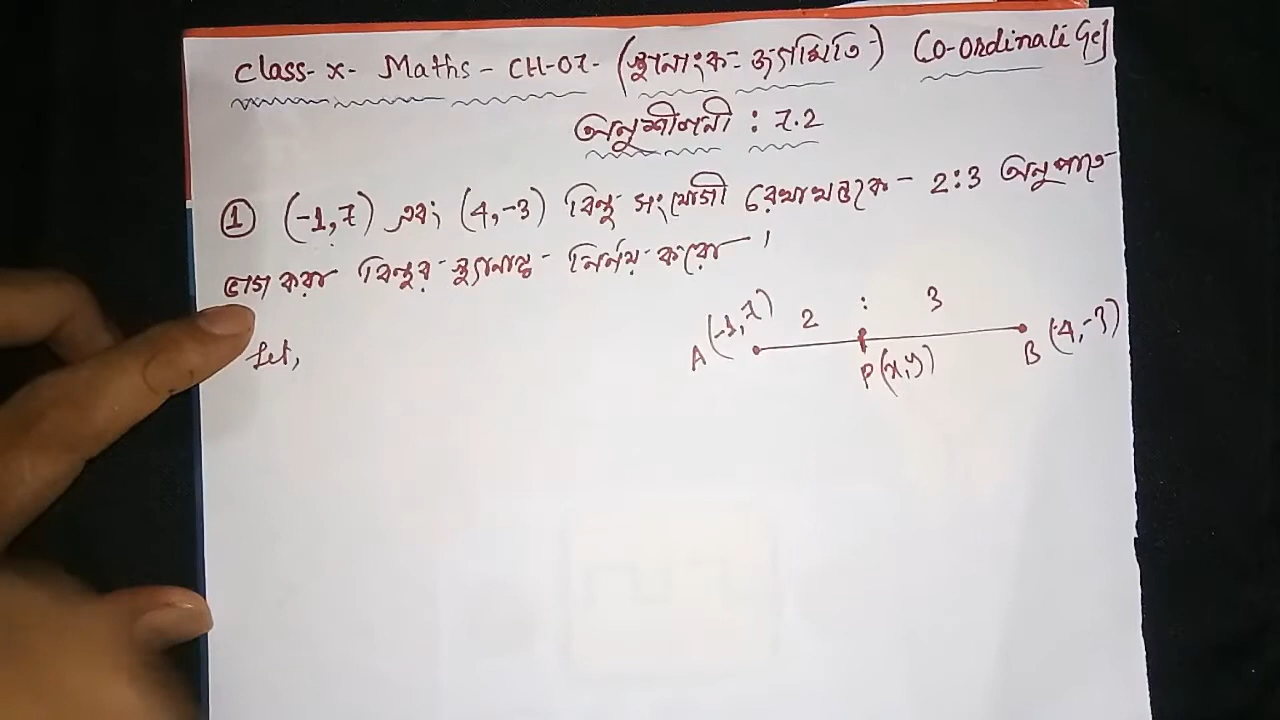 Class-X- Maths - CH-07- (স্থানাংক- জ্যামিতি-) Co-ordinate Geo
অনুশীলনী : 7.2
① (-1,7) এবং (4,-3) বিন্দু সংযোগী রেখাখণ্ডকে - 2:3 অনুপাতে
ভাগ করা বিন্দুর স্থানাঙ্ক নির্ণয় করো ।
2 : 3
A (-1,7) P(x,y) B (4,-3)
Let,